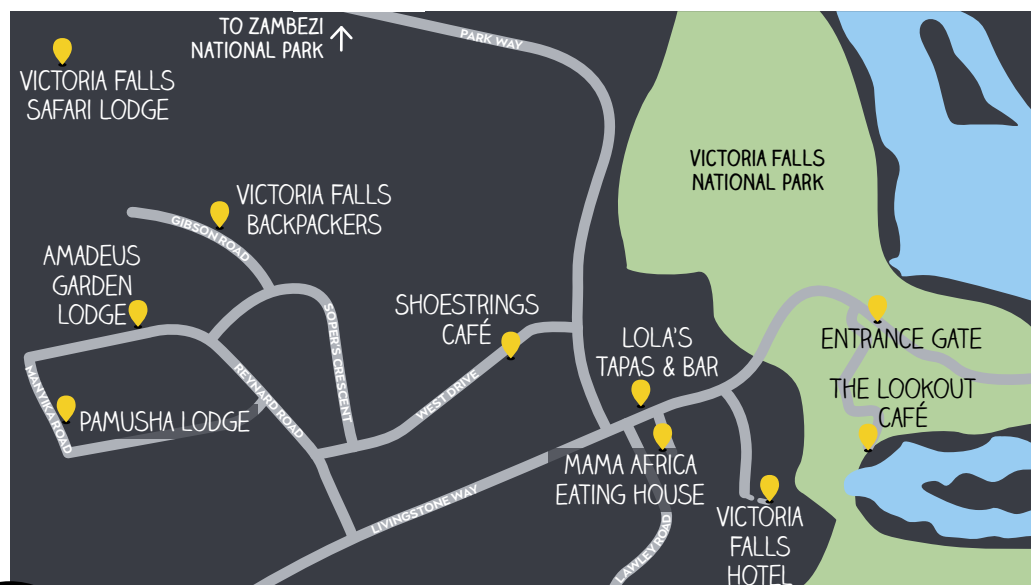 TO ZAMBEZI
NATIONAL PARK
PARK WAY
VICTORIA FALLS
SAFARI LODGE
VICTORIA FALLS
NATIONAL PARK
VICTORIA FALLS
BACKPACKERS
GIBSON ROAD
AMADEUS
GARDEN
LODGE
SHOESTRINGS
CAFÉ
SOPER'S CRESCENT
LOLA'S
TAPAS & BAR
ENTRANCE GATE
THE LOOKOUT
CAFÉ
MANYIKA ROAD
REYNARD ROAD
WEST DRIVE
PAMUSHA LODGE
MAMA AFRICA
EATING HOUSE
LIVINGSTONE WAY
VICTORIA
FALLS
HOTEL
LAWLEY ROAD